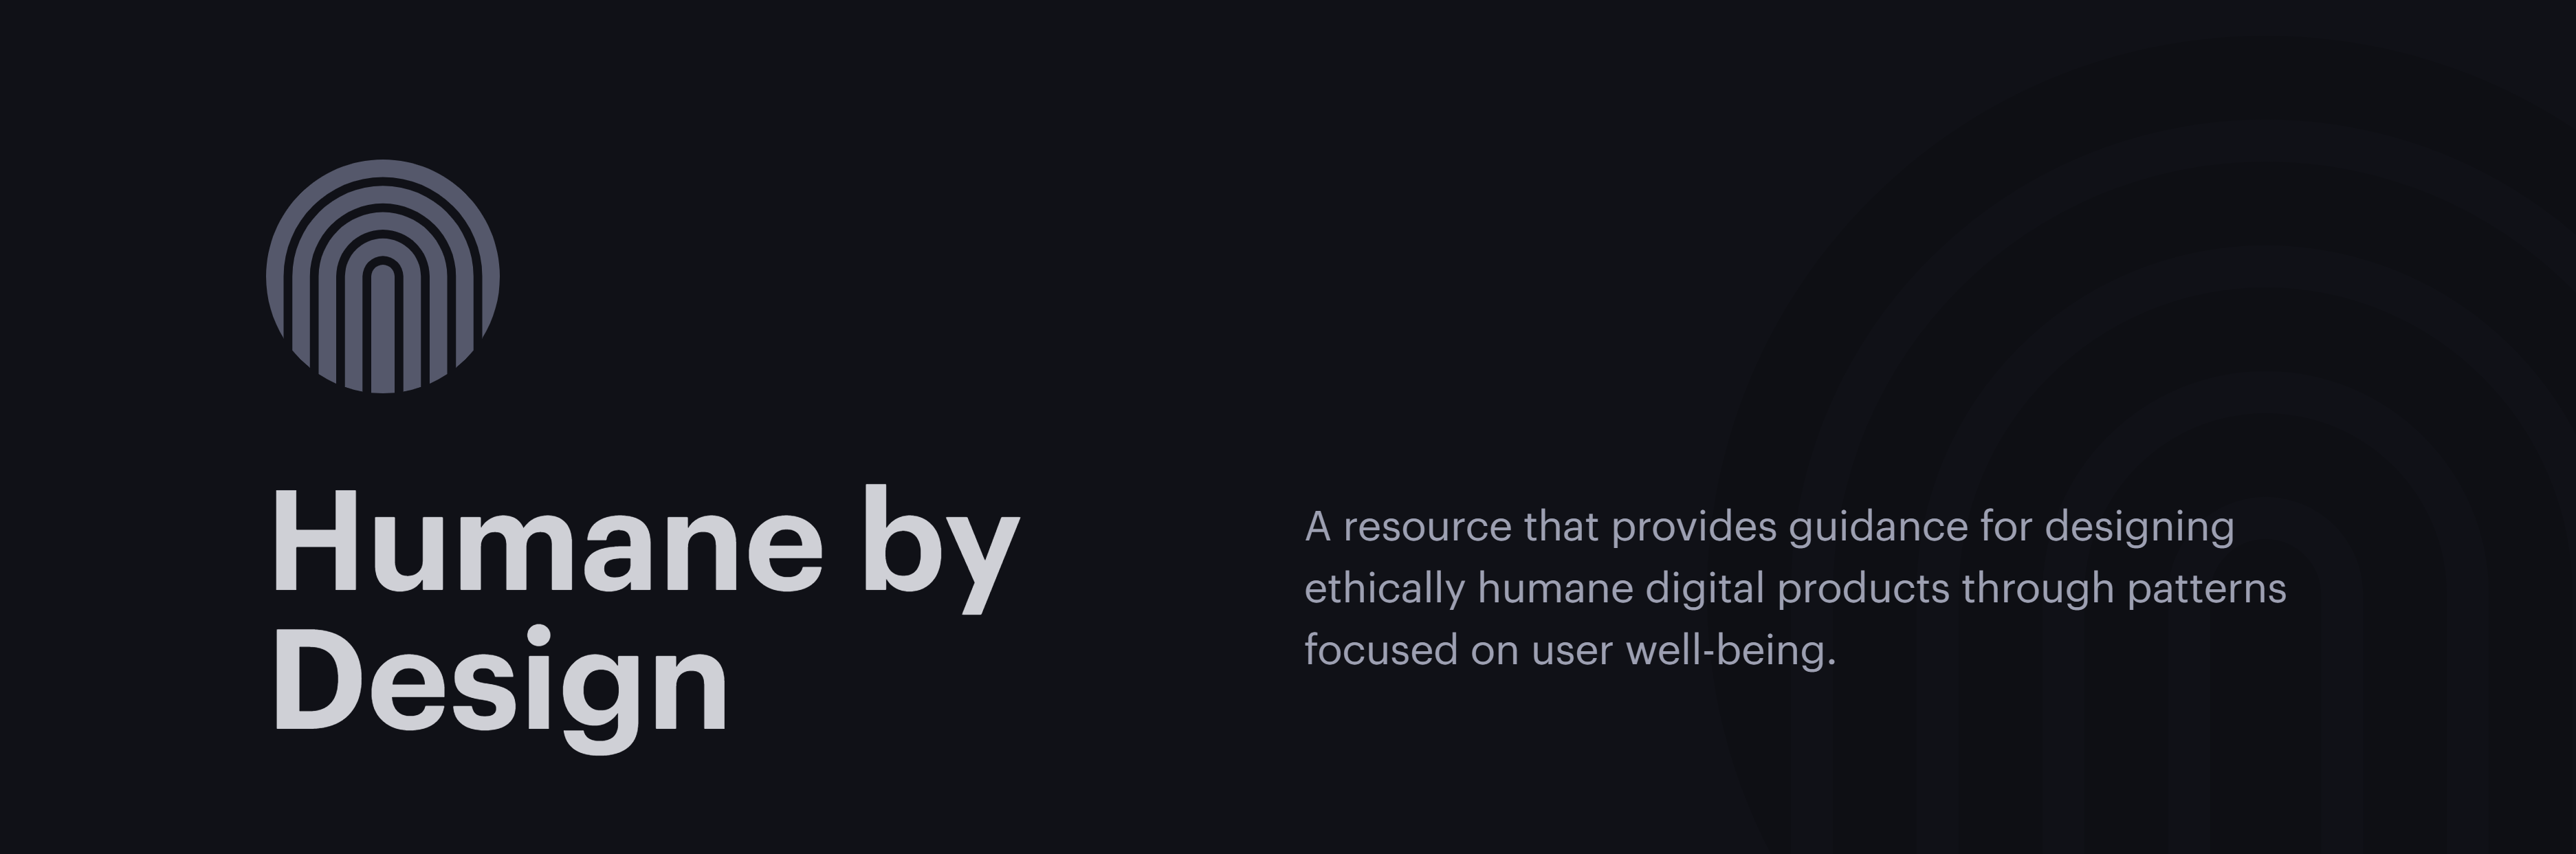 Humane by
Design
A resource that provides guidance for designing
ethically humane digital products through patterns
focused on user well-being.